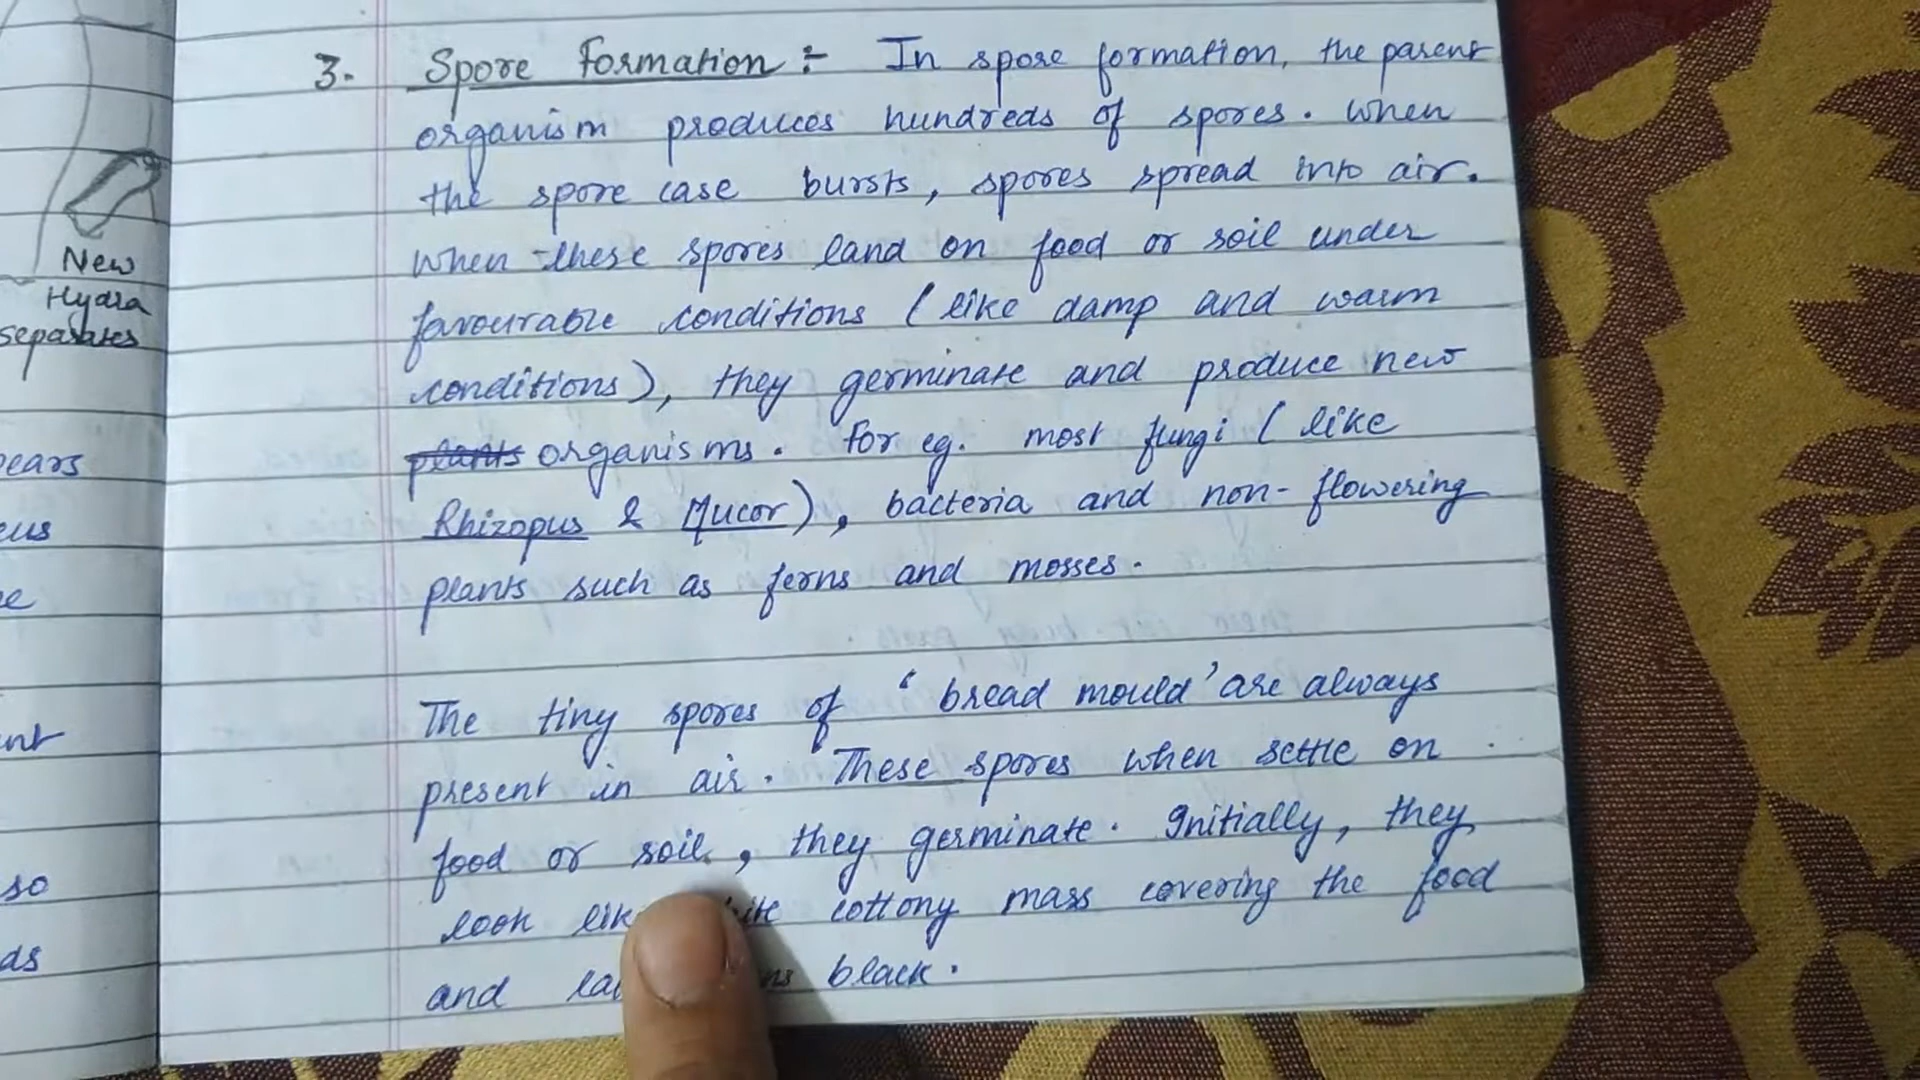 New
Hydra
separates
3. Spore Formation :- In spore formation, the parent
organism produces hundreds of spores. When
the spore case bursts, spores spread into air.
When these spores land on food or soil under
favourable conditions (like damp and warm
conditions), they germinate and produce new
plants organisms. For eg. most fungi (like
Rhizopus & Mucor), bacteria and non-flowering
plants such as ferns and mosses.
The tiny spores of 'bread mould' are always
present in air. These spores when settle on
food or soil, they germinate. Initially, they
look cottony mass covering the food
and black.
so